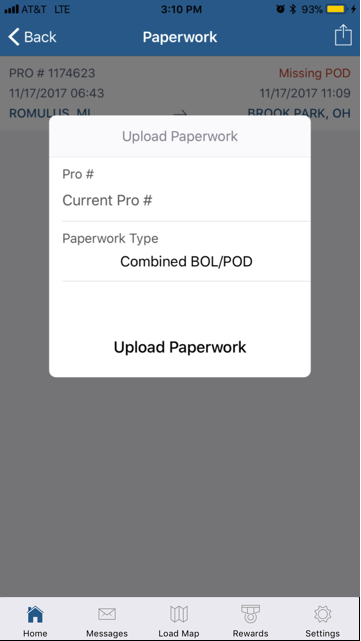 AT&T LTE 3:10 PM 93%
Back Paperwork
PRO # 1174623 Missing POD
11/17/2017 06:43 11/17/2017 11:09
ROMULUS, MI → BROOK PARK, OH
Upload Paperwork
Pro #
Current Pro #
Paperwork Type
Combined BOL/POD
Upload Paperwork
Home Messages Load Map Rewards Settings